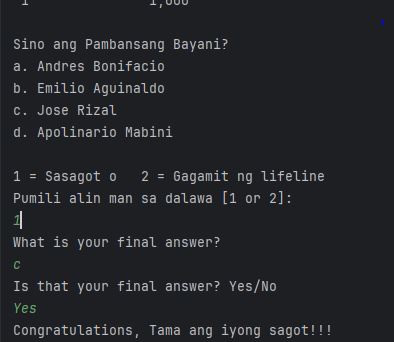 1 1,000
Sino ang Pambansang Bayani?
a. Andres Bonifacio
b. Emilio Aguinaldo
c. Jose Rizal
d. Apolinario Mabini
1 = Sasagot o   2 = Gagamit ng lifeline
Pumili alin man sa dalawa [1 or 2]:
1
What is your final answer?
c
Is that your final answer? Yes/No
Yes
Congratulations, Tama ang iyong sagot!!!